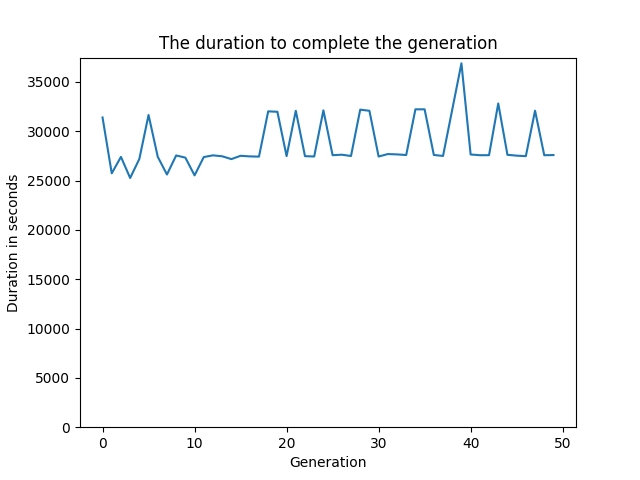 The duration to complete the generation
Duration in seconds
35000
30000
25000
20000
15000
10000
5000
0
0 10 20 30 40 50
Generation